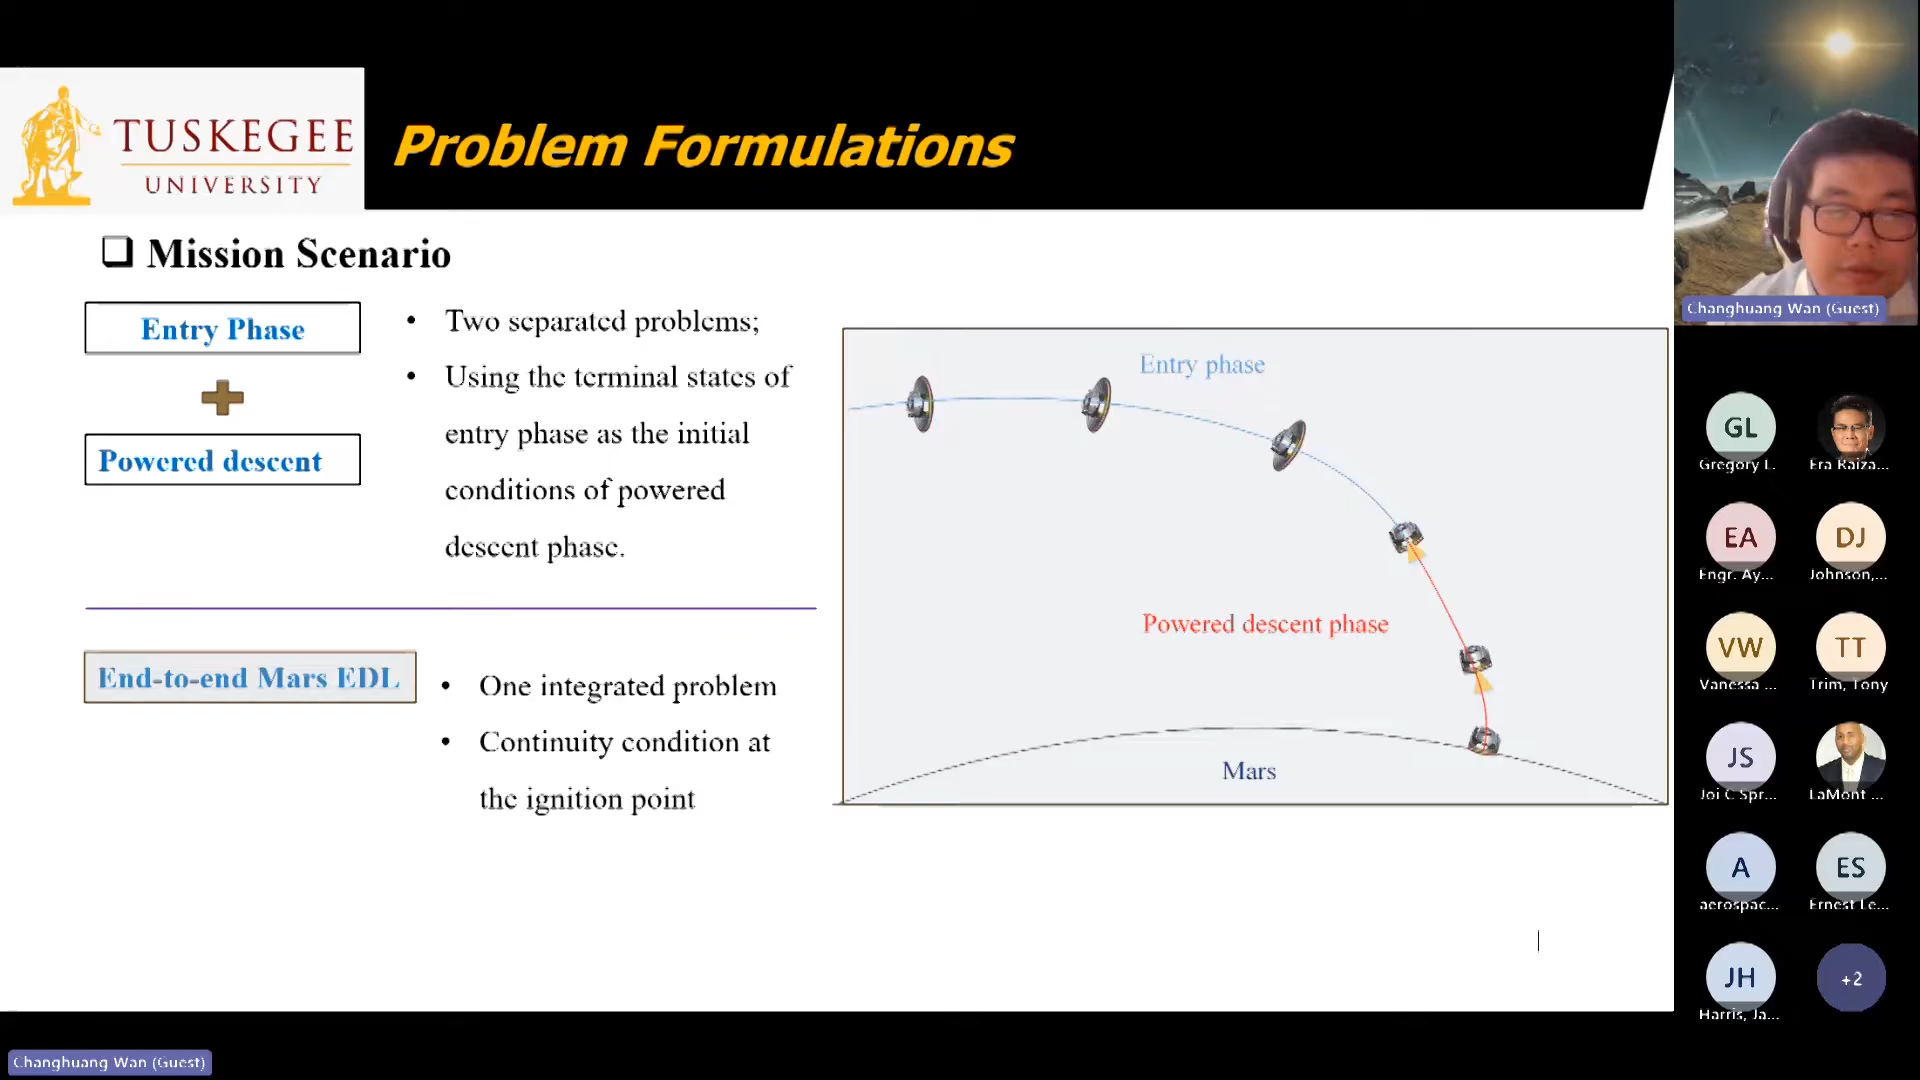 TUSKEGEE
UNIVERSITY
Problem Formulations
Mission Scenario
Entry Phase
Powered descent
• Two separated problems;
• Using the terminal states of
entry phase as the initial
conditions of powered
descent phase.
End-to-end Mars EDL
• One integrated problem
• Continuity condition at
the ignition point
Entry phase
Powered descent phase
Mars
Changhuang Wan (Guest)
GL
Gregory L.
Era Raiza...
EA
Engr. Ay...
DJ
Johnson,...
VW
Vanessa ...
TT
Trim, Tony
JS
Joi C Spr...
LaMont ...
A
aerospac...
ES
Ernest Le...
JH
Harris, Ja...
+2
Changhuang Wan (Guest)